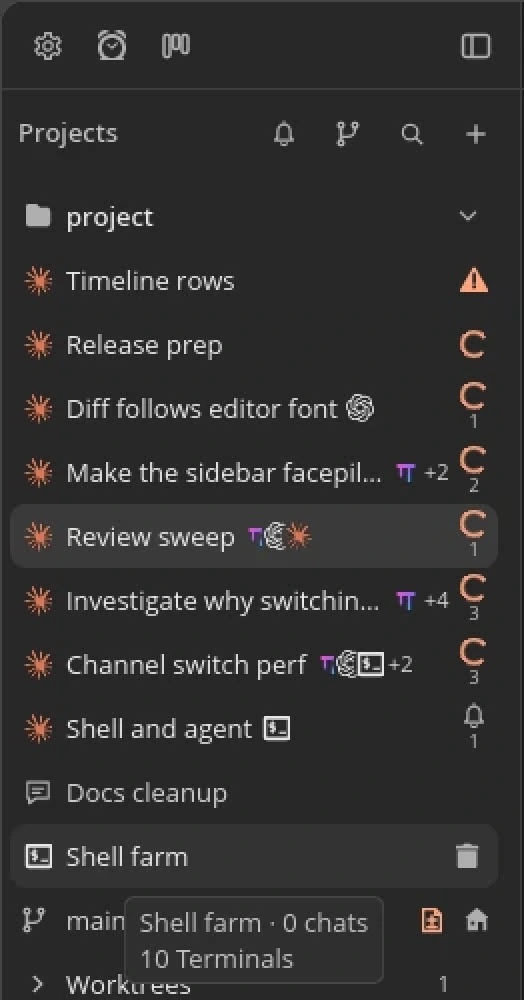 Projects
project
Timeline rows
Release prep
Diff follows editor font
1
Make the sidebar facepil... +2
2
Review sweep
1
Investigate why switchin... +4
3
Channel switch perf $_ +2
3
Shell and agent $_
1
Docs cleanup
$_ Shell farm
main
Shell farm · 0 chats
10 Terminals
Worktrees 1